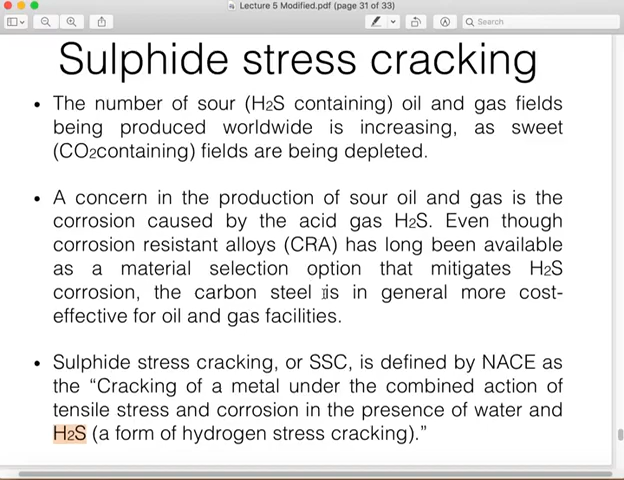 Lecture 5 Modified.pdf (page 31 of 33)
Search
Sulphide stress cracking
• The number of sour (H2S containing) oil and gas fields
being produced worldwide is increasing, as sweet
(CO2containing) fields are being depleted.
• A concern in the production of sour oil and gas is the
corrosion caused by the acid gas H2S. Even though
corrosion resistant alloys (CRA) has long been available
as a material selection option that mitigates H2S
corrosion, the carbon steel is in general more cost-
effective for oil and gas facilities.
• Sulphide stress cracking, or SSC, is defined by NACE as
the “Cracking of a metal under the combined action of
tensile stress and corrosion in the presence of water and
H2S (a form of hydrogen stress cracking).”